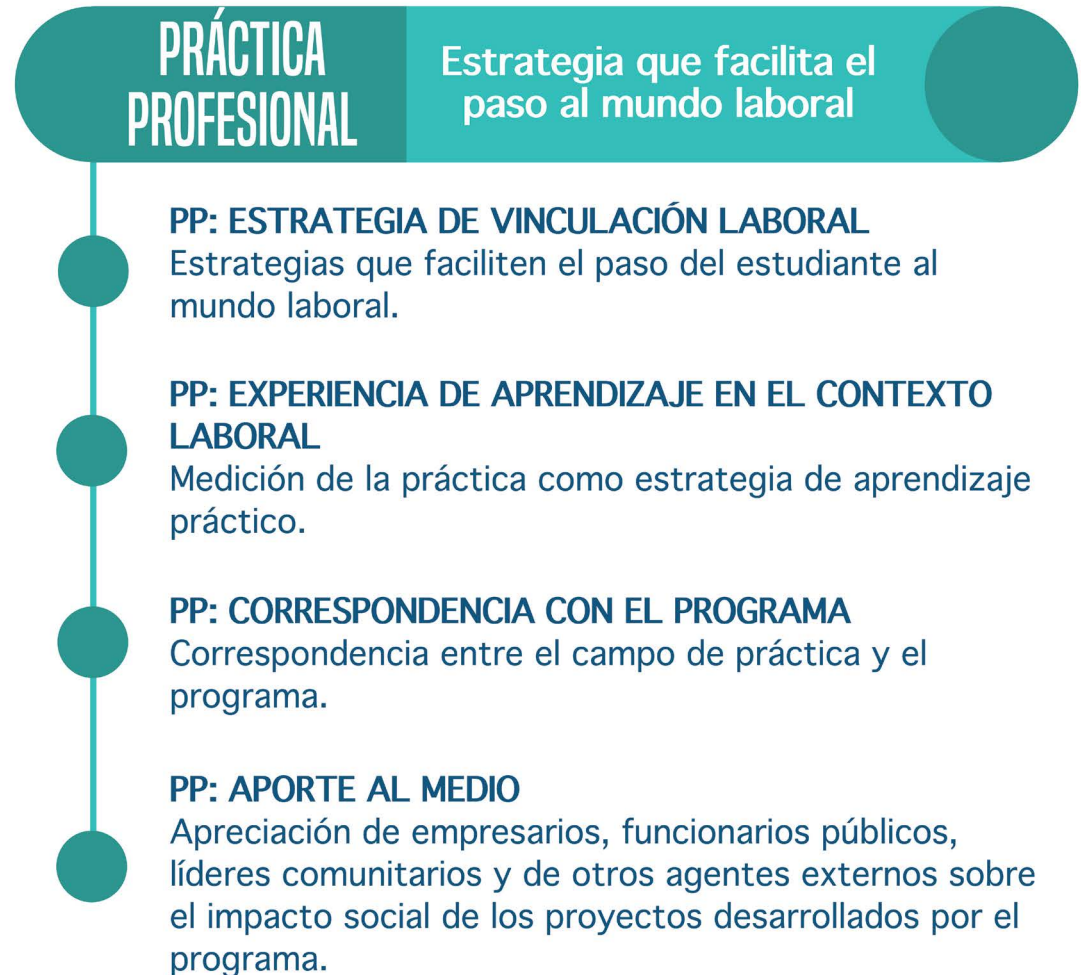 PRÁCTICA
PROFESIONAL
Estrategia que facilita el
paso al mundo laboral
PP: ESTRATEGIA DE VINCULACIÓN LABORAL
Estrategias que faciliten el paso del estudiante al
mundo laboral.
PP: EXPERIENCIA DE APRENDIZAJE EN EL CONTEXTO
LABORAL
Medición de la práctica como estrategia de aprendizaje
práctico.
PP: CORRESPONDENCIA CON EL PROGRAMA
Correspondencia entre el campo de práctica y el
programa.
PP: APORTE AL MEDIO
Apreciación de empresarios, funcionarios públicos,
líderes comunitarios y de otros agentes externos sobre
el impacto social de los proyectos desarrollados por el
programa.